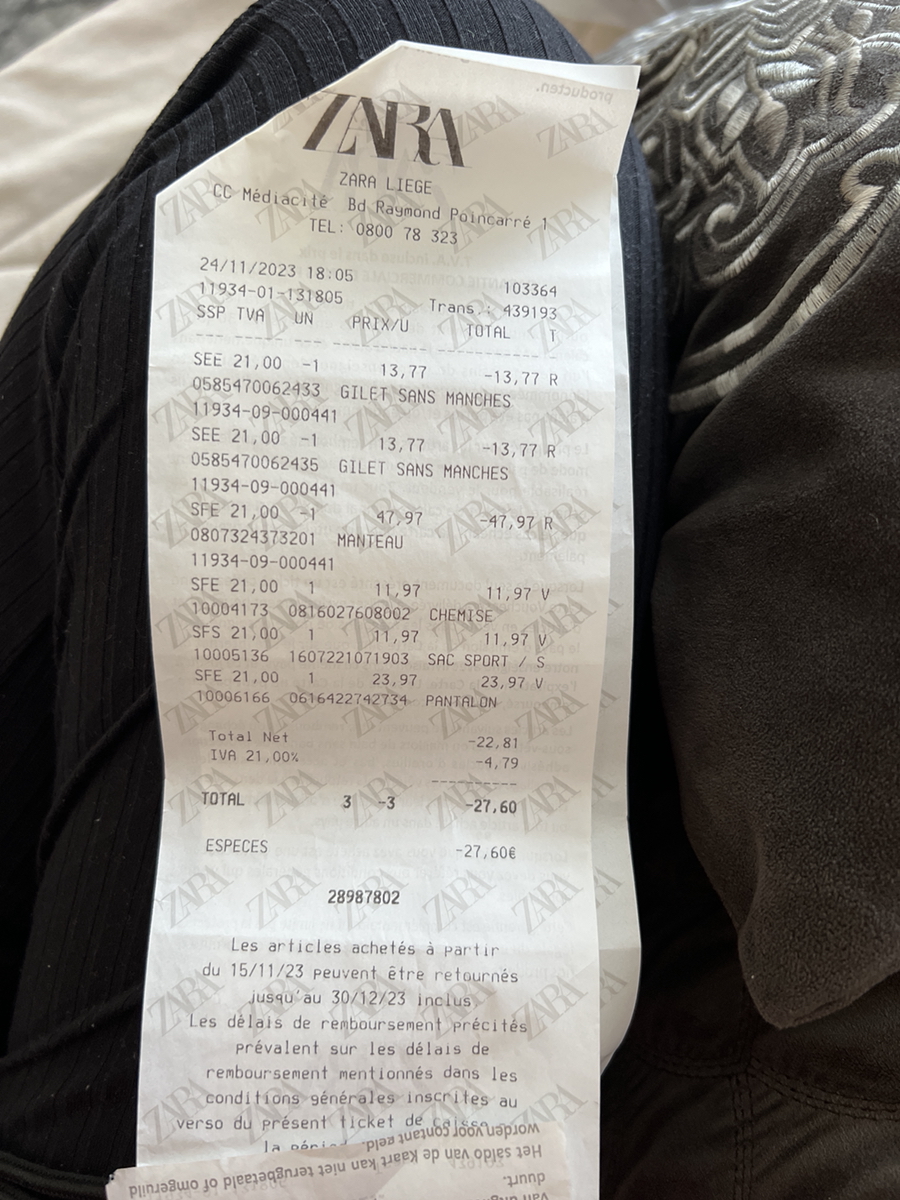 producten.
ZARA
ZARA LIEGE
CC Médiacité Bd Raymond Poincarré 1
TEL: 0800 78 323
24/11/2023 18:05 103364
11934-01-131805 Trans.: 439193
SSP TVA UN PRIX/U TOTAL T
SEE 21,00 -1 13,77 -13,77 R
0585470062433 GILET SANS MANCHES
11934-09-000441
SEE 21,00 -1 13,77 -13,77 R
0585470062435 GILET SANS MANCHES
11934-09-000441
SFE 21,00 -1 47,97 -47,97 R
0807324373201 MANTEAU
11934-09-000441
SFE 21,00 1 11,97 11,97 V
10004173 0816027608002 CHEMISE
SFS 21,00 1 11,97 11,97 V
10005136 1607221071903 SAC SPORT / S
SFE 21,00 1 23,97 23,97 V
10006166 0616422742734 PANTALON
Total Net -22,81
IVA 21,00% -4,79
TOTAL 3 -3 -27,60
ESPECES -27,60€
28987802
Les articles achetés à partir
du 15/11/23 peuvent être retournés
jusqu'au 30/12/23 inclus.
Les délais de remboursement précités
prévalent sur les délais de
remboursement mentionnés dans les
conditions générales inscrites au
verso du présent ticket de caisse
la
worden voor contant geld.
Het saldo van de Kaart kan niet terugbetaald of omgeruild
duurt.